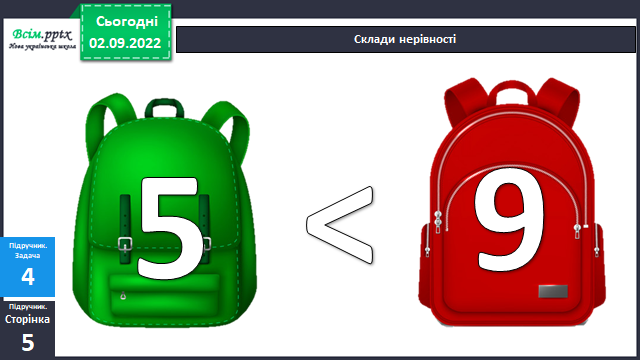 Всім.pptx
Нова українська школа
Сьогодні
02.09.2022
Склади нерівності
5 < 9
Підручник.
Задача
4
Підручник.
Сторінка
5